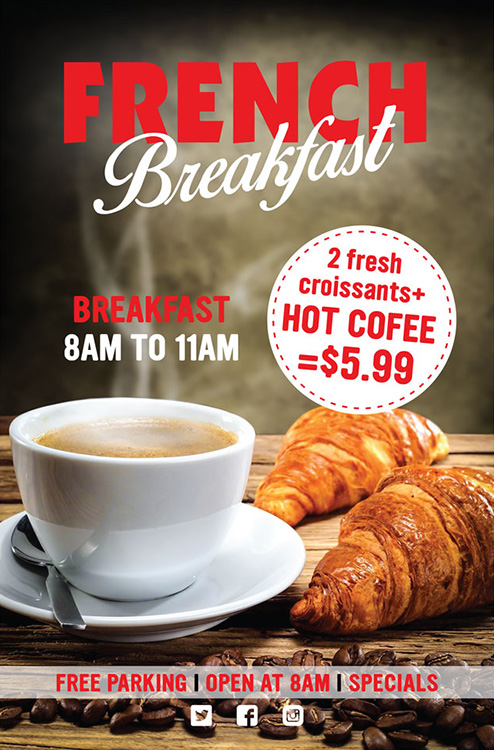 FRENCH
Breakfast
2 fresh
croissants+
HOT COFEE
=$5.99
BREAKFAST
8AM TO 11AM
FREE PARKING | OPEN AT 8AM | SPECIALS